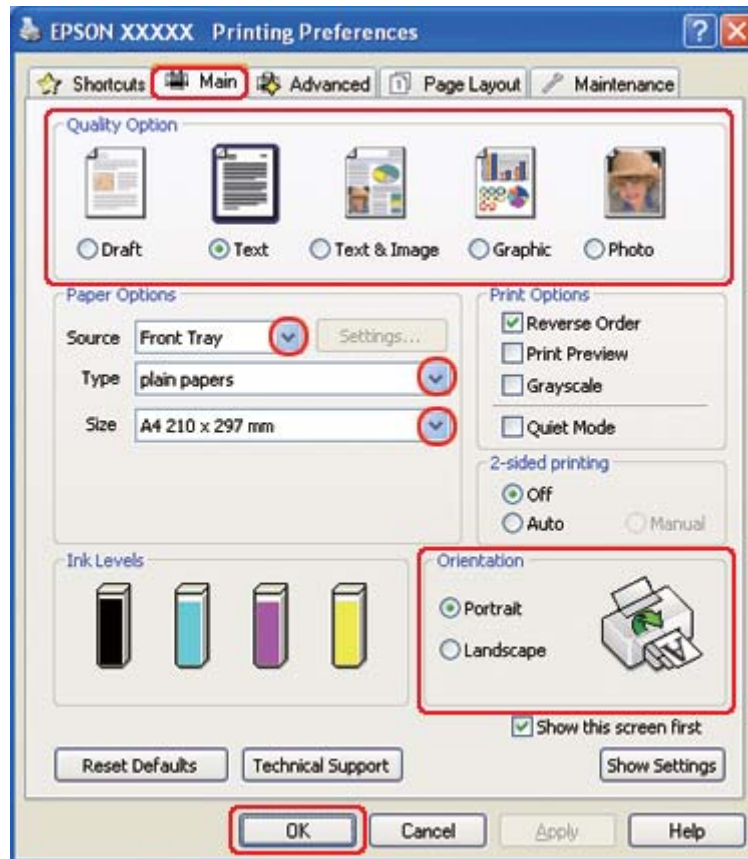 EPSON XXXXX Printing Preferences
Shortcuts Main Advanced 1 Page Layout Maintenance
Quality Option
Draft Text Text & Image Graphic Photo
Paper Options
Source Front Tray Settings...
Type plain papers
Size A4 210 x 297 mm
Print Options
Reverse Order
Print Preview
Grayscale
Quiet Mode
2-sided printing
Off
Auto Manual
Ink Levels
Orientation
Portrait
Landscape
A
Show this screen first
Reset Defaults Technical Support Show Settings
OK Cancel Apply Help